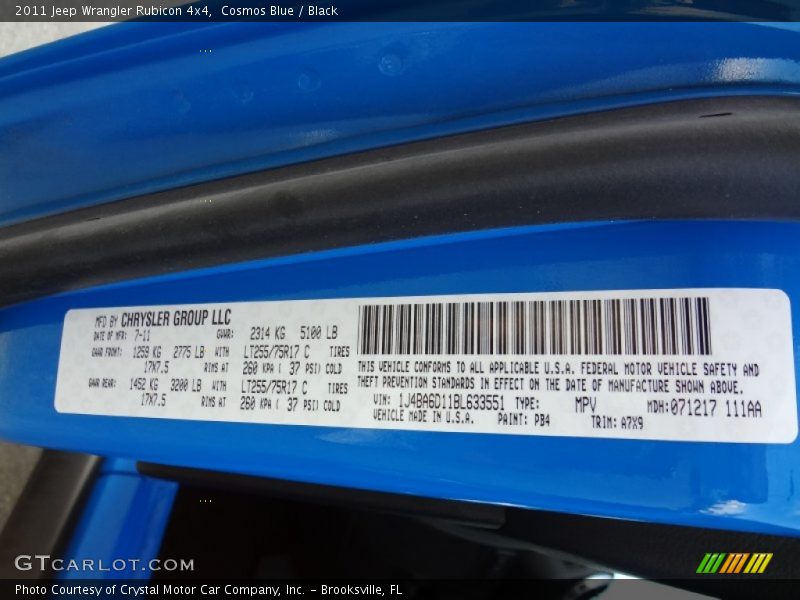 2011 Jeep Wrangler Rubicon 4x4, Cosmos Blue / Black
MFD BY CHRYSLER GROUP LLC
DATE OF MFR: 7-11 GVWR: 2314 KG 5100 LB
GAWR FRONT: 1259 KG 2775 LB WITH LT255/75R17 C TIRES
17X7.5 RIMS AT 260 KPA ( 37 PSI) COLD
GAWR REAR: 1452 KG 3200 LB WITH LT255/75R17 C TIRES
17X7.5 RIMS AT 260 KPA ( 37 PSI) COLD
THIS VEHICLE CONFORMS TO ALL APPLICABLE U.S.A. FEDERAL MOTOR VEHICLE SAFETY AND
THEFT PREVENTION STANDARDS IN EFFECT ON THE DATE OF MANUFACTURE SHOWN ABOVE.
VIN: 1J4BA6D11BL633551 TYPE: MPV MDH:071217 111AA
VEHICLE MADE IN U.S.A. PAINT: PB4 TRIM: A7X9
GTCARLOT.COM
Photo Courtesy of Crystal Motor Car Company, Inc. – Brooksville, FL